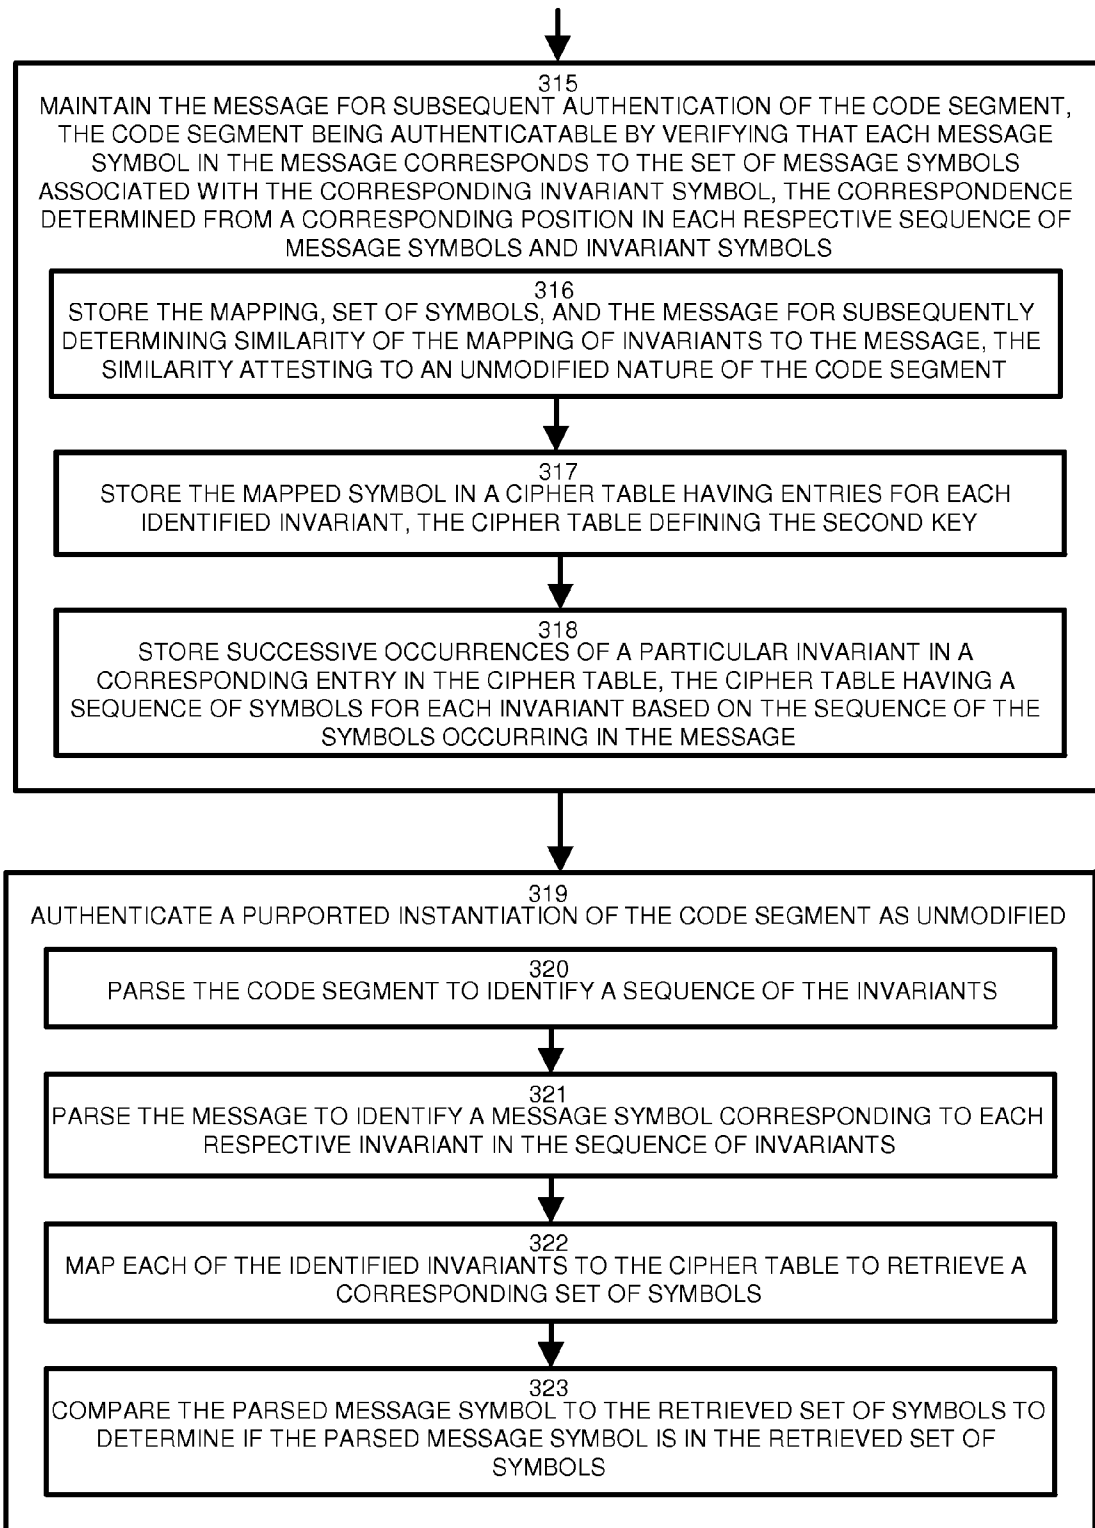 315
MAINTAIN THE MESSAGE FOR SUBSEQUENT AUTHENTICATION OF THE CODE SEGMENT,
THE CODE SEGMENT BEING AUTHENTICATABLE BY VERIFYING THAT EACH MESSAGE
SYMBOL IN THE MESSAGE CORRESPONDS TO THE SET OF MESSAGE SYMBOLS
ASSOCIATED WITH THE CORRESPONDING INVARIANT SYMBOL, THE CORRESPONDENCE
DETERMINED FROM A CORRESPONDING POSITION IN EACH RESPECTIVE SEQUENCE OF
MESSAGE SYMBOLS AND INVARIANT SYMBOLS
316
STORE THE MAPPING, SET OF SYMBOLS, AND THE MESSAGE FOR SUBSEQUENTLY
DETERMINING SIMILARITY OF THE MAPPING OF INVARIANTS TO THE MESSAGE, THE
SIMILARITY ATTESTING TO AN UNMODIFIED NATURE OF THE CODE SEGMENT
317
STORE THE MAPPED SYMBOL IN A CIPHER TABLE HAVING ENTRIES FOR EACH
IDENTIFIED INVARIANT, THE CIPHER TABLE DEFINING THE SECOND KEY
318
STORE SUCCESSIVE OCCURRENCES OF A PARTICULAR INVARIANT IN A
CORRESPONDING ENTRY IN THE CIPHER TABLE, THE CIPHER TABLE HAVING A
SEQUENCE OF SYMBOLS FOR EACH INVARIANT BASED ON THE SEQUENCE OF THE
SYMBOLS OCCURRING IN THE MESSAGE
319
AUTHENTICATE A PURPORTED INSTANTIATION OF THE CODE SEGMENT AS UNMODIFIED
320
PARSE THE CODE SEGMENT TO IDENTIFY A SEQUENCE OF THE INVARIANTS
321
PARSE THE MESSAGE TO IDENTIFY A MESSAGE SYMBOL CORRESPONDING TO EACH
RESPECTIVE INVARIANT IN THE SEQUENCE OF INVARIANTS
322
MAP EACH OF THE IDENTIFIED INVARIANTS TO THE CIPHER TABLE TO RETRIEVE A
CORRESPONDING SET OF SYMBOLS
323
COMPARE THE PARSED MESSAGE SYMBOL TO THE RETRIEVED SET OF SYMBOLS TO
DETERMINE IF THE PARSED MESSAGE SYMBOL IS IN THE RETRIEVED SET OF
SYMBOLS